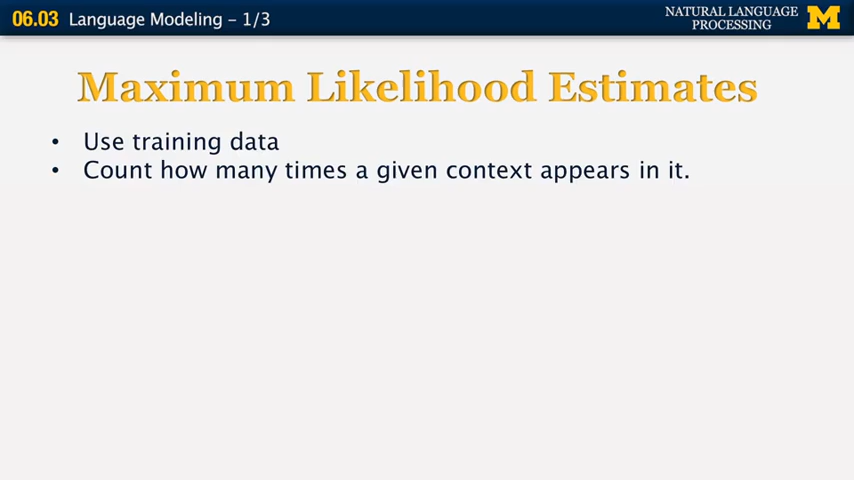 06.03 Language Modeling – 1/3
NATURAL LANGUAGE
PROCESSING
M
Maximum Likelihood Estimates
• Use training data
• Count how many times a given context appears in it.